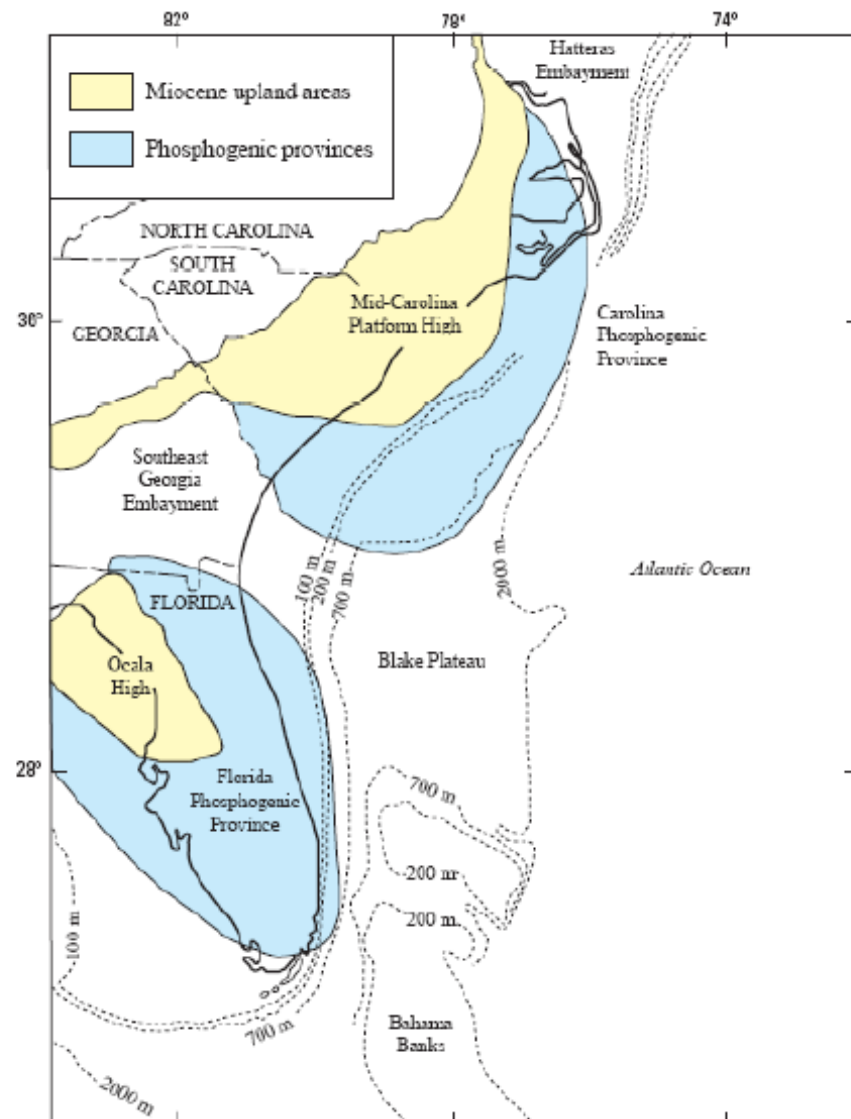 82°
78°
74°
Hatteras
Embayment
Miocene upland areas
Phosphogenic provinces
NORTH CAROLINA
SOUTH
CAROLINA
GEORGIA
Mid-Carolina
Platform High
36°
Carolina
Phosphogenic
Province
Southeast
Georgia
Embayment
100 m
200 m
700 m
2000 m
Atlantic Ocean
FLORIDA
Ocala
High
Blake Plateau
28°
Florida
Phosphogenic
Province
700 m
200 m
200 m
100 m
700 m
Bahama
Banks
2000 m